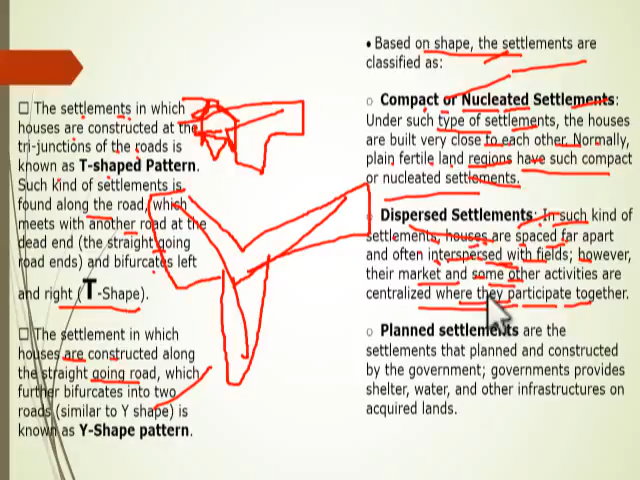 ☐ The settlements in which
houses are constructed at the
tri-junctions of the roads is
known as T-shaped Pattern.
Such kind of settlements is
found along the road, which
meets with another road at the
dead end (the straight going
road ends) and bifurcates left
and right (T-Shape).
☐ The settlement in which
houses are constructed along
the straight going road, which
further bifurcates into two
roads (similar to Y shape) is
known as Y-Shape pattern.
• Based on shape, the settlements are
classified as:
○ Compact or Nucleated Settlements:
Under such type of settlements, the houses
are built very close to each other. Normally,
plain fertile land regions have such compact
or nucleated settlements.
○ Dispersed Settlements: In such kind of
settlements, houses are spaced far apart
and often interspersed with fields; however,
their market and some other activities are
centralized where they participate together.
○ Planned settlements are the
settlements that planned and constructed
by the government; governments provides
shelter, water, and other infrastructures on
acquired lands.